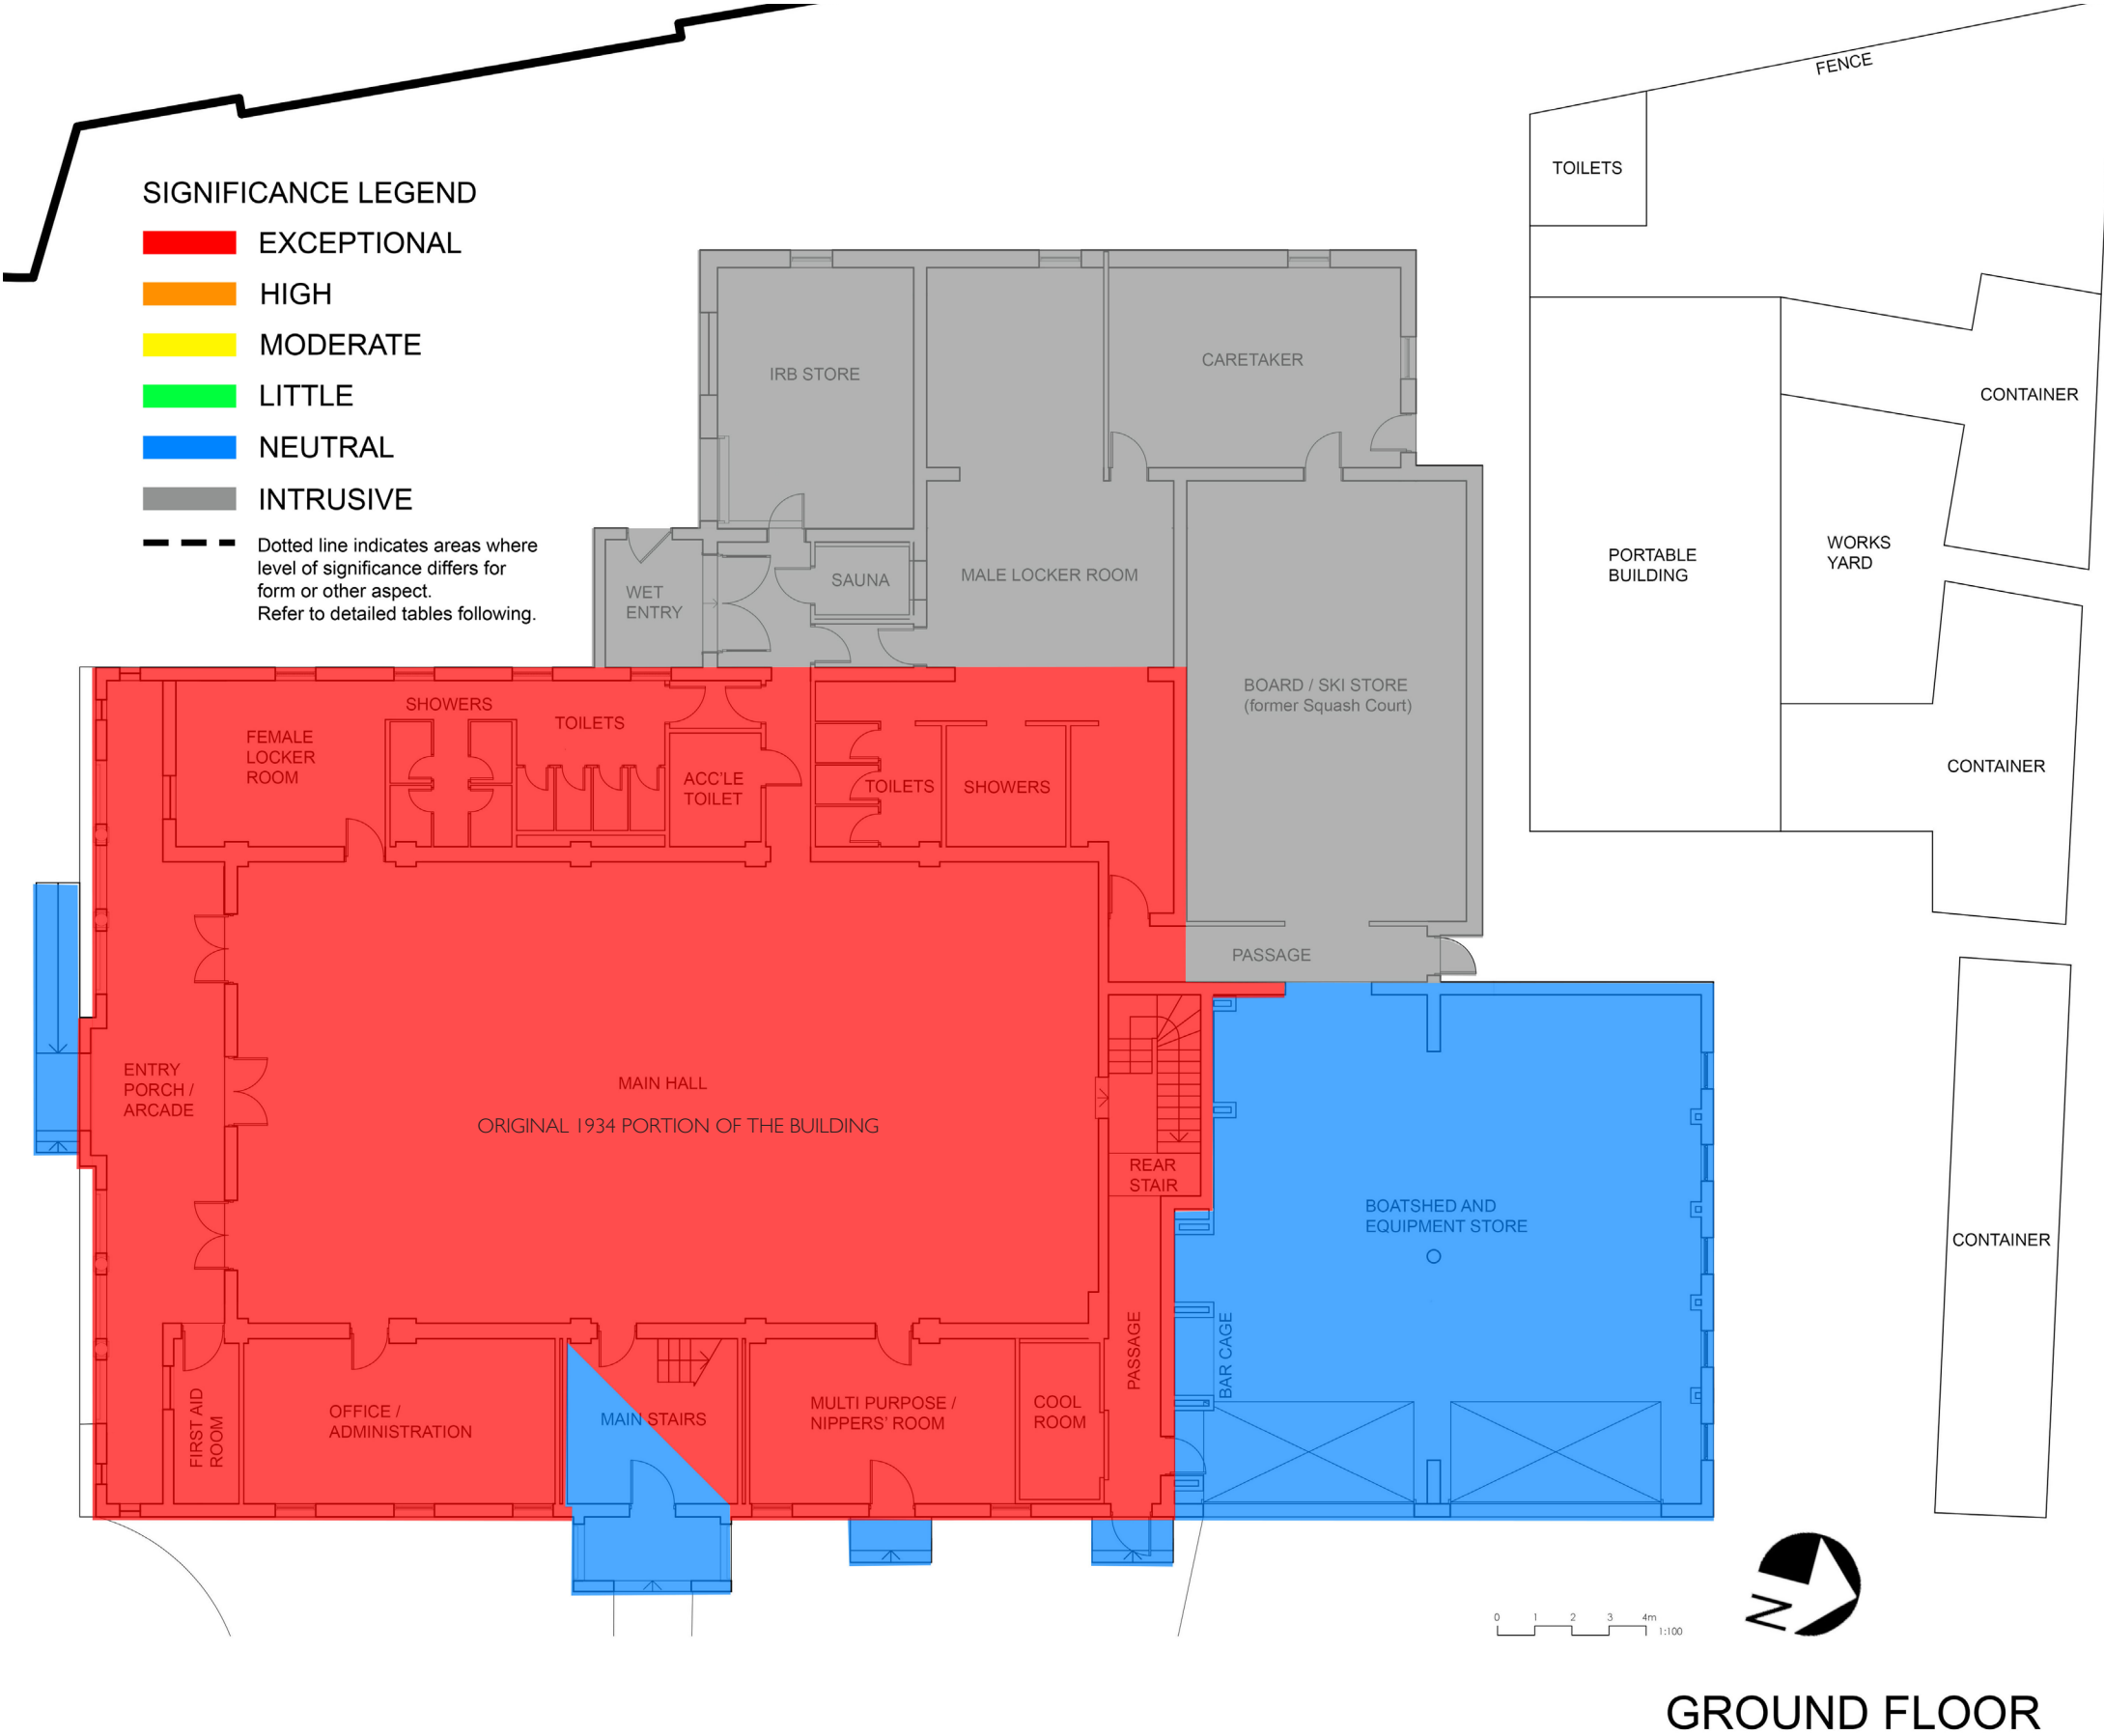 FENCE
TOILETS
SIGNIFICANCE LEGEND
EXCEPTIONAL
HIGH
MODERATE
LITTLE
NEUTRAL
INTRUSIVE
Dotted line indicates areas where
level of significance differs for
form or other aspect.
Refer to detailed tables following.
IRB STORE
CARETAKER
CONTAINER
WET
ENTRY
SAUNA
MALE LOCKER ROOM
PORTABLE
BUILDING
WORKS
YARD
BOARD / SKI STORE
(former Squash Court)
CONTAINER
SHOWERS
TOILETS
FEMALE
LOCKER
ROOM
ACC'LE
TOILET
TOILETS
SHOWERS
PASSAGE
ENTRY
PORCH /
ARCADE
MAIN HALL
ORIGINAL 1934 PORTION OF THE BUILDING
REAR
STAIR
BOATSHED AND
EQUIPMENT STORE
CONTAINER
PASSAGE
BAR CAGE
FIRST AID
ROOM
OFFICE /
ADMINISTRATION
MAIN STAIRS
MULTI PURPOSE /
NIPPERS' ROOM
COOL
ROOM
0 1 2 3 4m
1:100
N
GROUND FLOOR